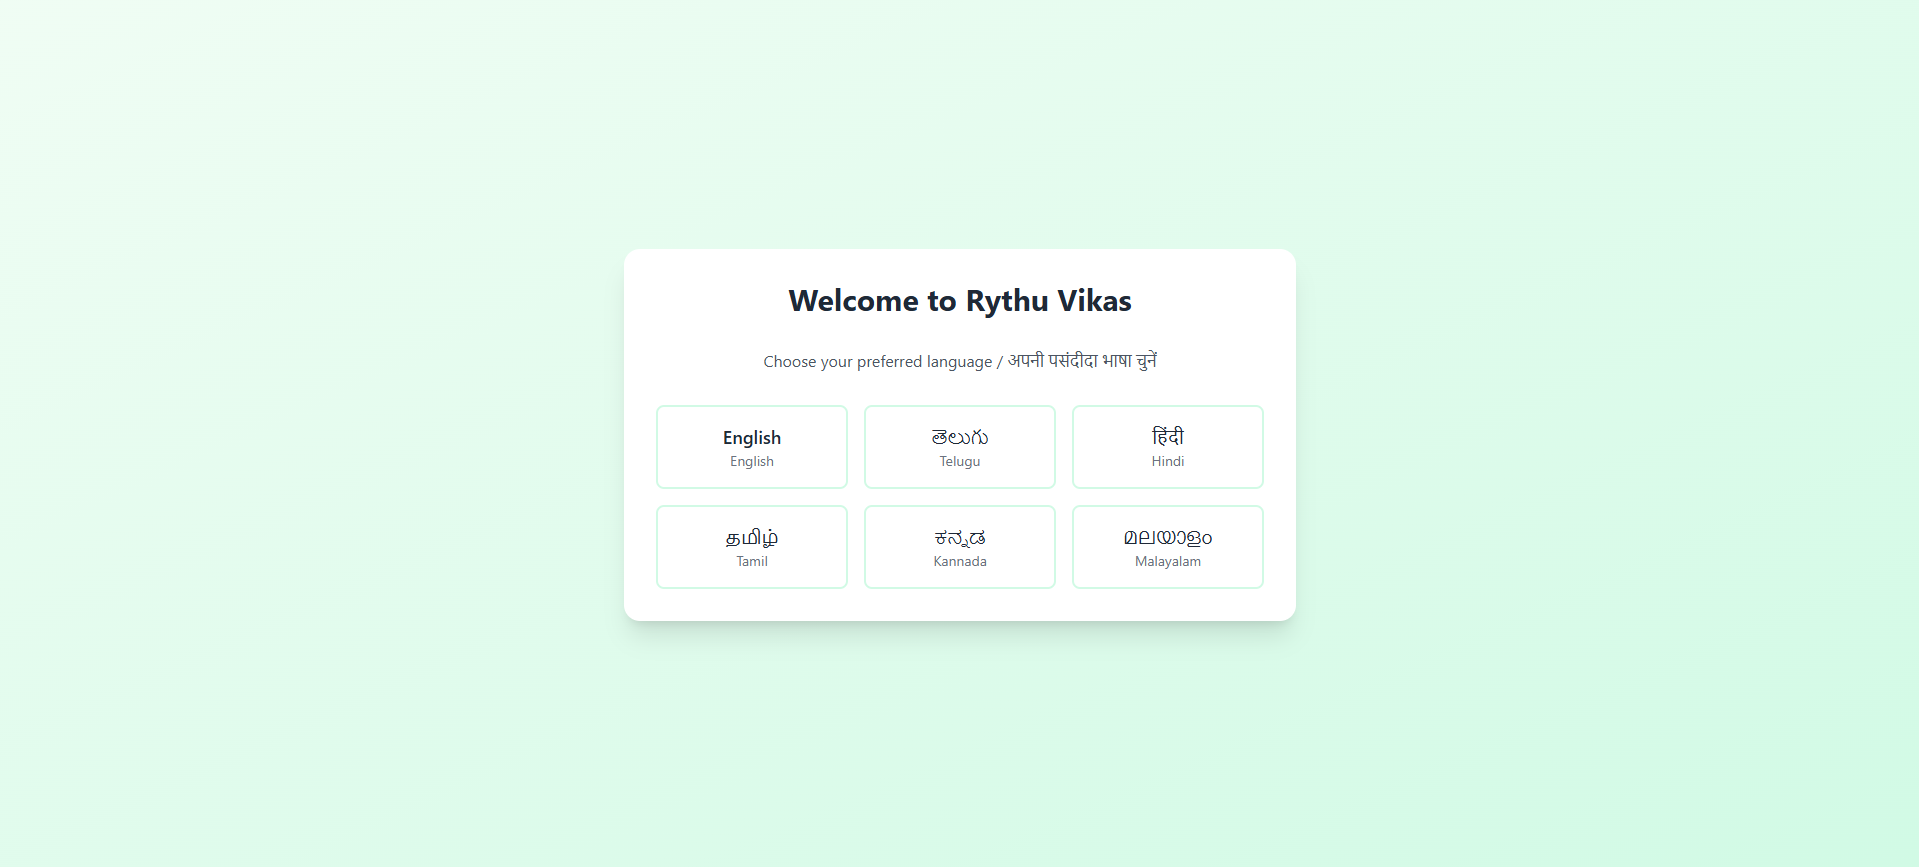 Welcome to Rythu Vikas
Choose your preferred language / अपनी पसंदीदा भाषा चुनें
English
English
తెలుగు
Telugu
हिंदी
Hindi
தமிழ்
Tamil
ಕನ್ನಡ
Kannada
മലയാളം
Malayalam